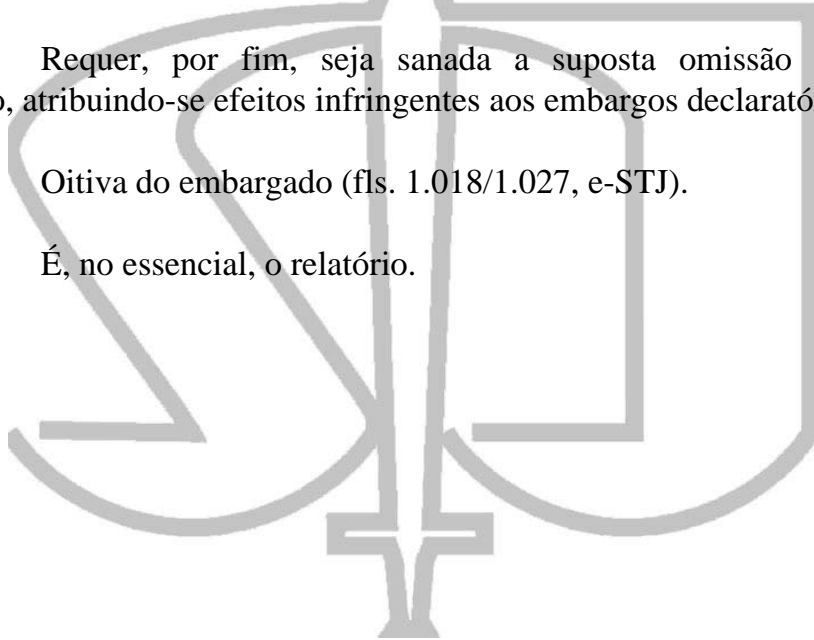 Requer, por fim, seja sanada a suposta omissão
atribuindo-se efeitos infringentes aos embargos
Oitiva do embargado (fls. 1.018/1.027, e-STJ).
É, no essencial, o relatório.